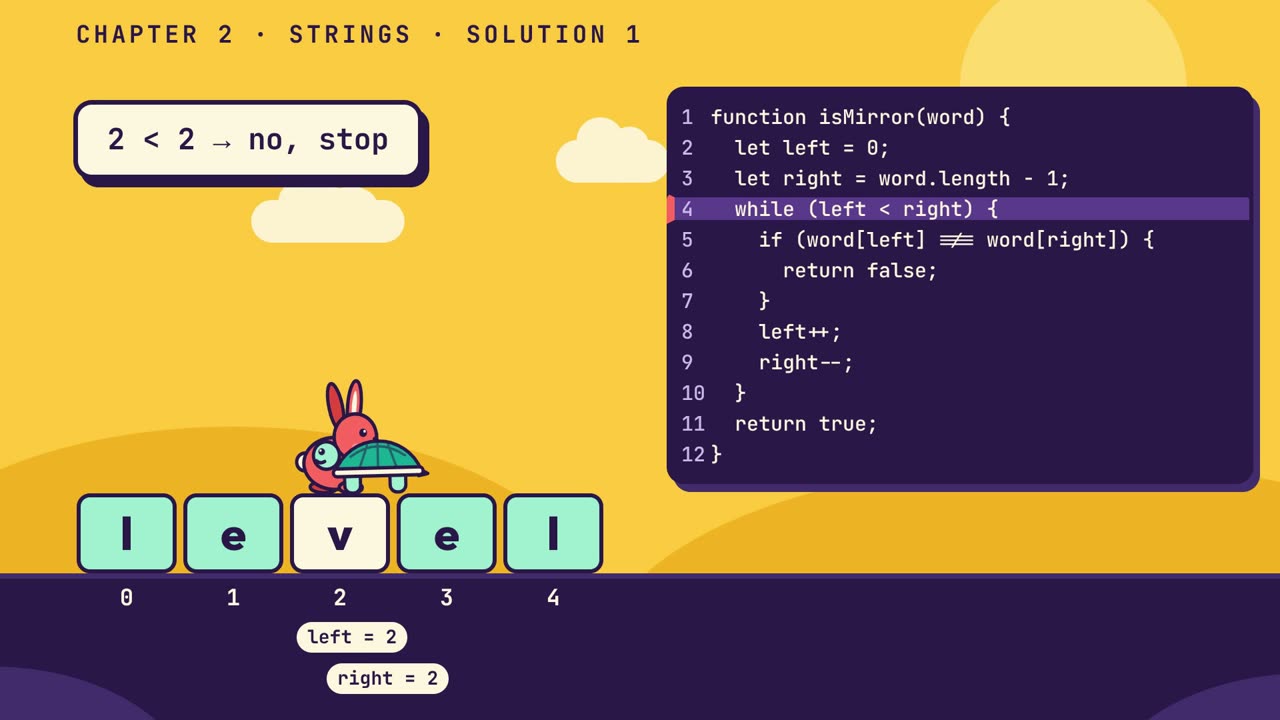 CHAPTER 2 · STRINGS · SOLUTION 1
2 < 2 → no, stop
1 function isMirror(word) {
2 let left = 0;
3 let right = word.length - 1;
4 while (left < right) {
5 if (word[left] !== word[right]) {
6 return false;
7 }
8 left++;
9 right--;
10 }
11 return true;
12 }
l e v e l
0 1 2 3 4
left = 2
right = 2